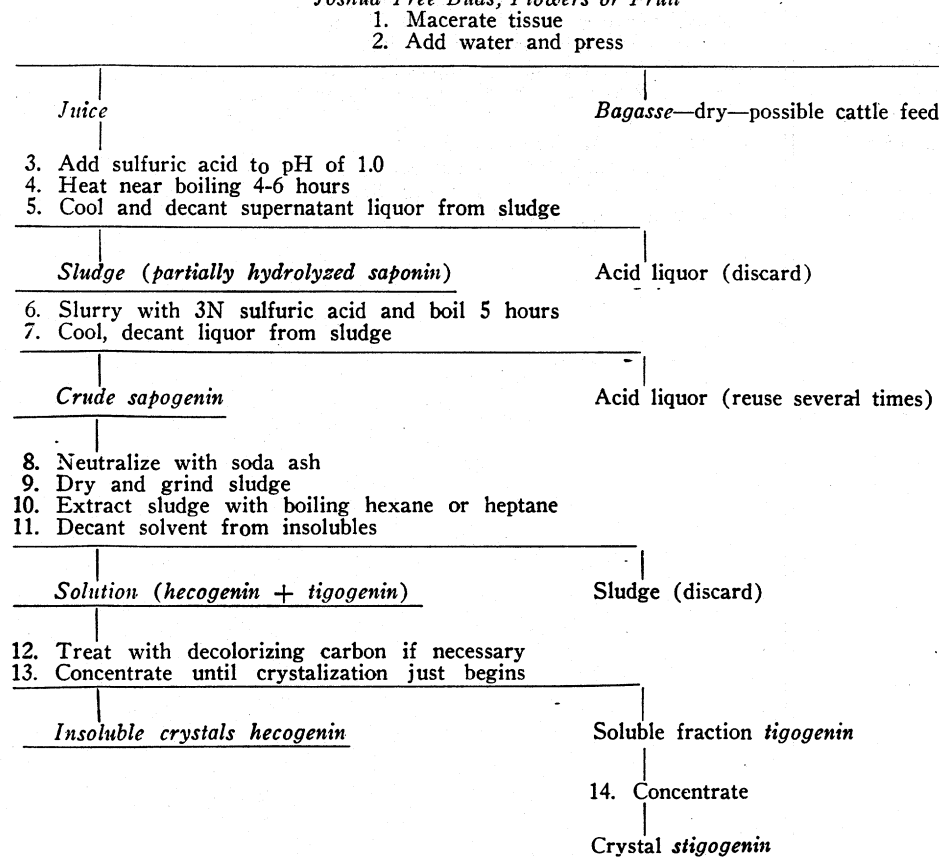 Joshua Tree Buds, Flowers or Fruit
1. Macerate tissue
2. Add water and press
Juice
Bagasse—dry—possible cattle feed
3. Add sulfuric acid to pH of 1.0
4. Heat near boiling 4-6 hours
5. Cool and decant supernatant liquor from sludge
Sludge (partially hydrolyzed saponin)
Acid liquor (discard)
6. Slurry with 3N sulfuric acid and boil 5 hours
7. Cool, decant liquor from sludge
Crude sapogenin
Acid liquor (reuse several times)
8. Neutralize with soda ash
9. Dry and grind sludge
10. Extract sludge with boiling hexane or heptane
11. Decant solvent from insolubles
Solution (hecogenin + tigogenin)
Sludge (discard)
12. Treat with decolorizing carbon if necessary
13. Concentrate until crystalization just begins
Insoluble crystals hecogenin
Soluble fraction tigogenin
14. Concentrate
Crystal stigogenin